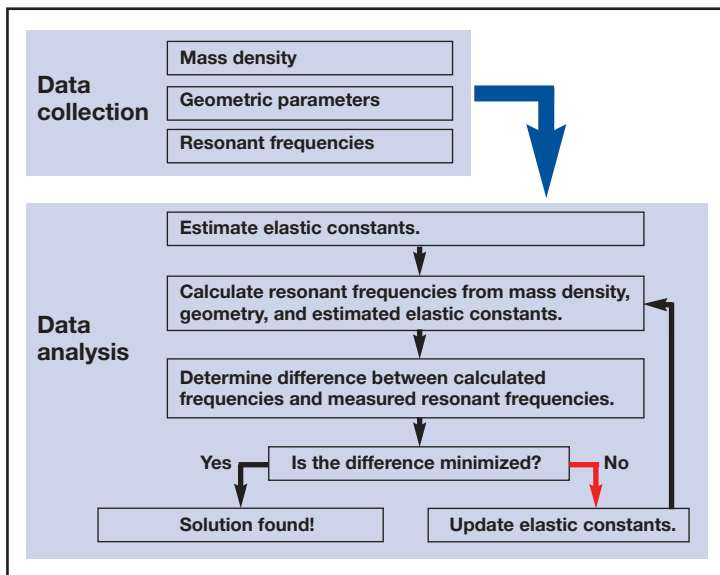 Data
collection
Mass density
Geometric parameters
Resonant frequencies
Data
analysis
Estimate elastic constants.
Calculate resonant frequencies from mass density,
geometry, and estimated elastic constants.
Determine difference between calculated
frequencies and measured resonant frequencies.
Yes
Is the difference minimized?
No
Solution found!
Update elastic constants.